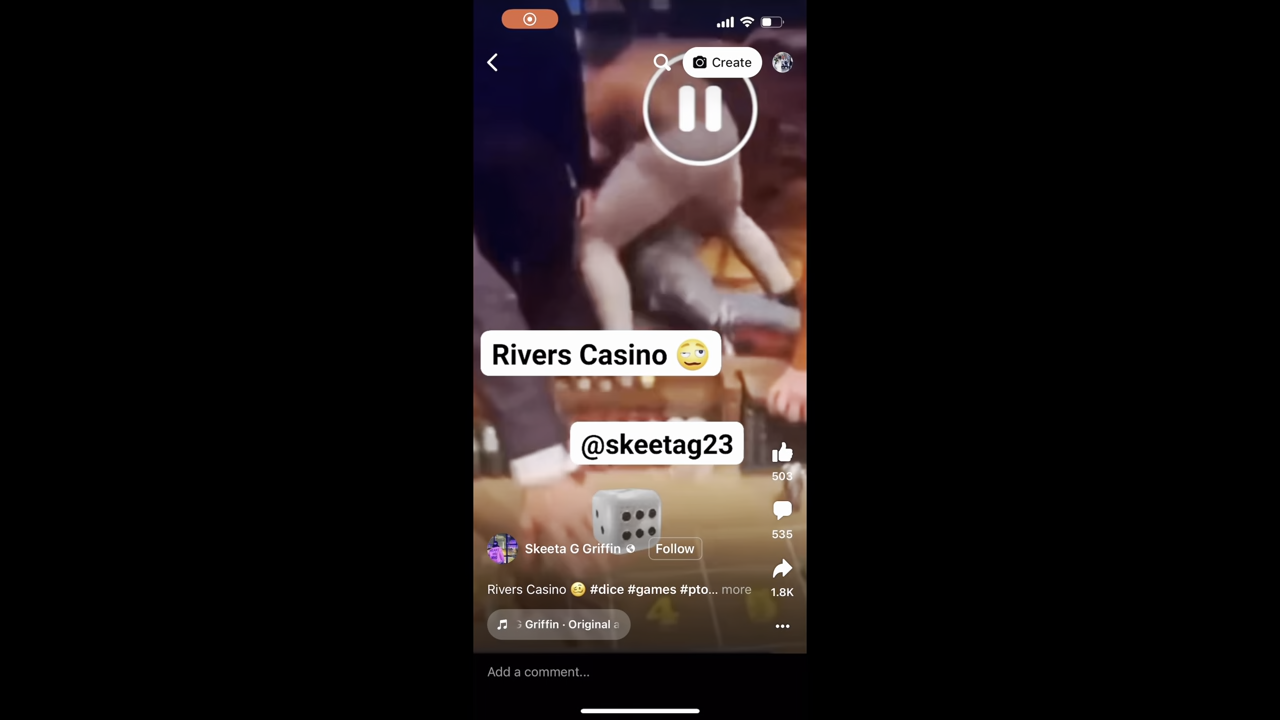 Create
Rivers Casino 🥴
@skeetag23
503
535
Skeeta G Griffin
Follow
Rivers Casino 🥴 #dice #games #pto... more
1.8K
Griffin · Original
4
Add a comment...